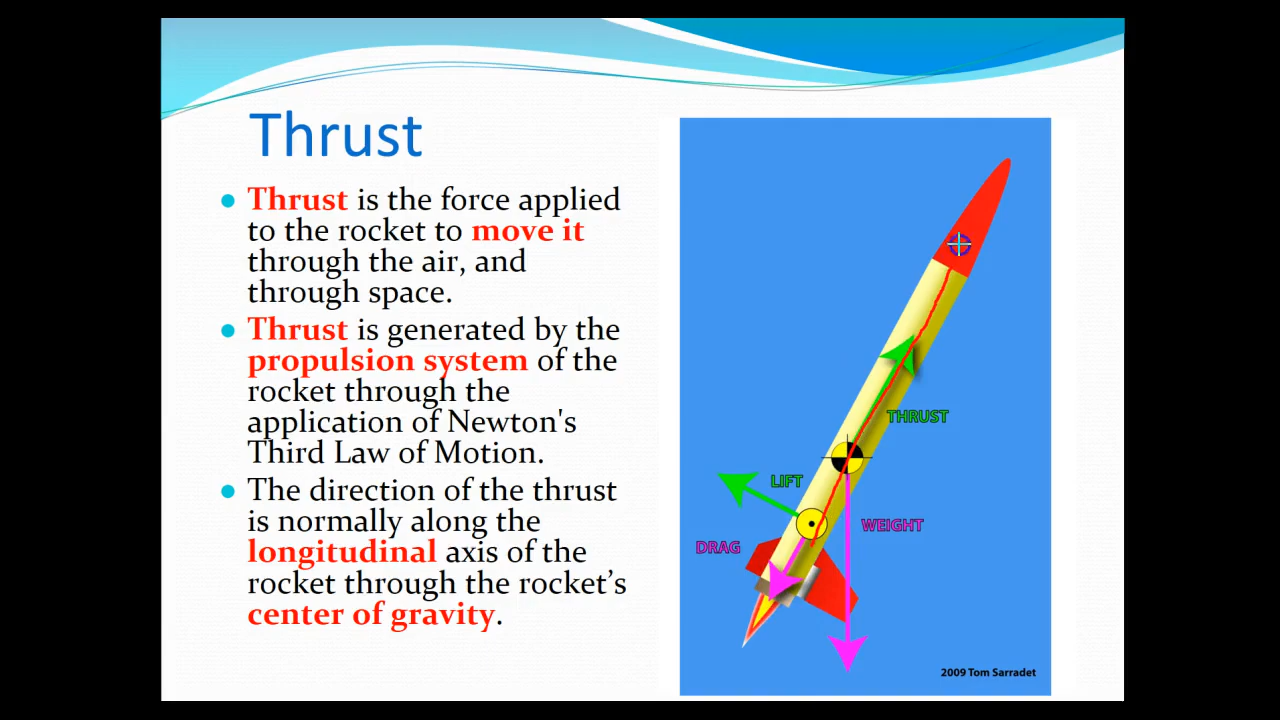 Thrust
Thrust is the force applied
to the rocket to move it
through the air, and
through space.
Thrust is generated by the
propulsion system of the
rocket through the
application of Newton's
Third Law of Motion.
The direction of the thrust
is normally along the
longitudinal axis of the
rocket through the rocket’s
center of gravity.
THRUST
LIFT
WEIGHT
DRAG
2009 Tom Sarradet